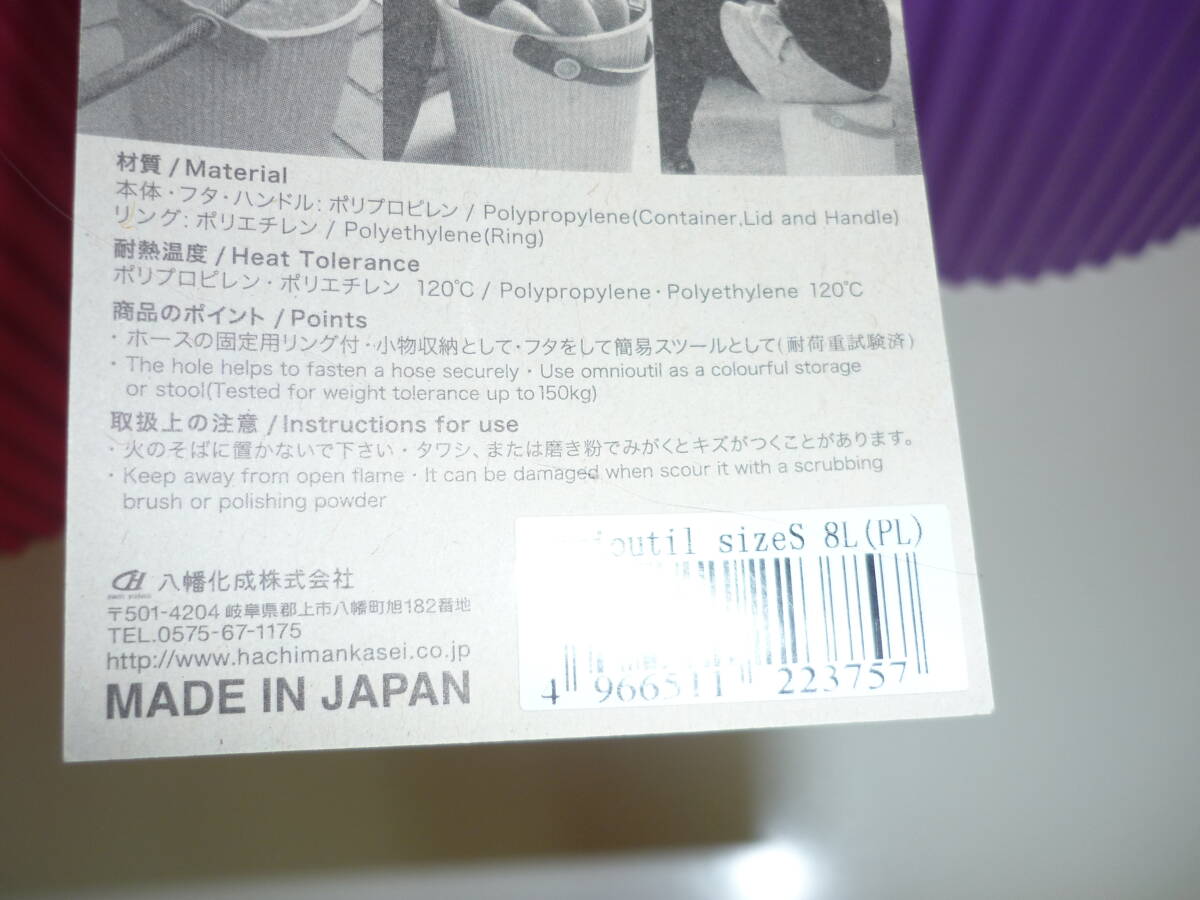 材質 / Material
本体・フタ・ハンドル: ポリプロピレン / Polypropylene(Container,Lid and Handle)
リング: ポリエチレン / Polyethylene(Ring)
耐熱温度 / Heat Tolerance
ポリプロピレン・ポリエチレン 120℃ / Polypropylene・Polyethylene 120℃
商品のポイント / Points
・ホースの固定用リング付・小物収納として・フタをして簡易スツールとして(耐荷重試験済)
・The hole helps to fasten a hose securely・Use omnioutil as a colourful storage
or stool(Tested for weight tolerance up to 150kg)
取扱上の注意 / Instructions for use
・火のそばに置かないで下さい・タワシ、または磨き粉でみがくとキズがつくことがあります。
・Keep away from open flame・It can be damaged when scour it with a scrubbing
brush or polishing powder
八幡化成株式会社
〒501-4204 岐阜県郡上市八幡町旭182番地
TEL.0575-67-1175
http://www.hachimankasei.co.jp
MADE IN JAPAN
sizeS 8L(PL)
4 966511 223757